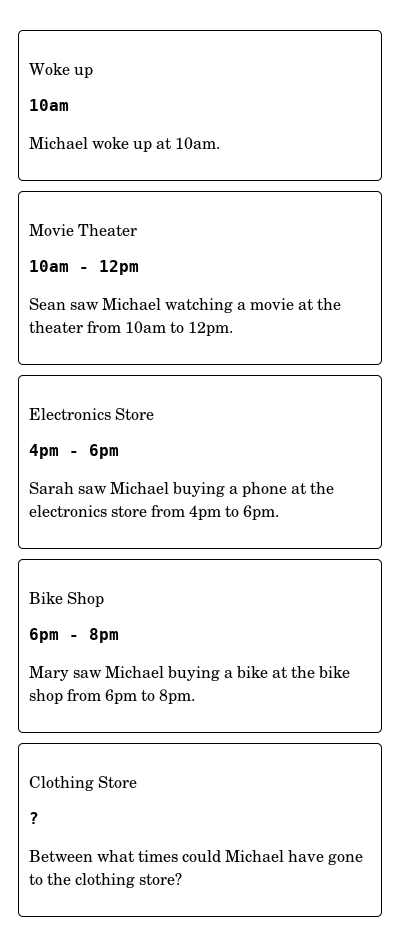 Woke up
10am
Michael woke up at 10am.
Movie Theater
10am - 12pm
Sean saw Michael watching a movie at the
theater from 10am to 12pm.
Electronics Store
4pm - 6pm
Sarah saw Michael buying a phone at the
electronics store from 4pm to 6pm.
Bike Shop
6pm - 8pm
Mary saw Michael buying a bike at the bike
shop from 6pm to 8pm.
Clothing Store
?
Between what times could Michael have gone
to the clothing store?